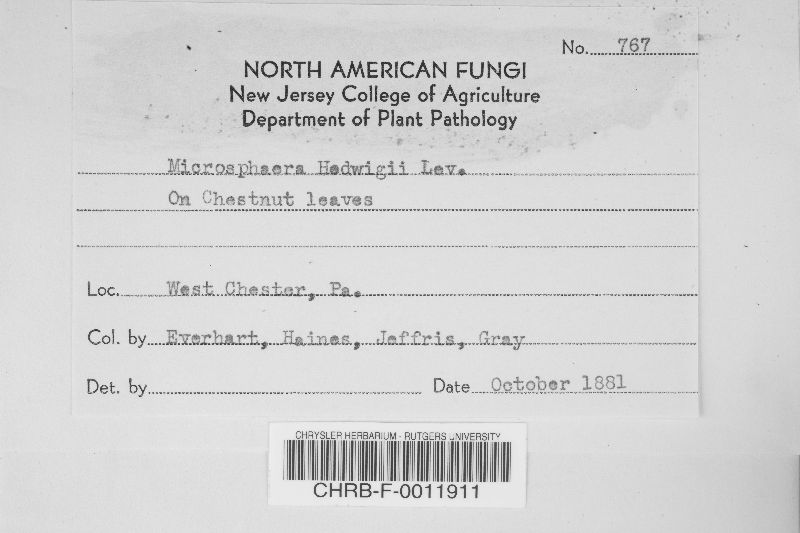 No. 767
NORTH AMERICAN FUNGI
New Jersey College of Agriculture
Department of Plant Pathology
Microsphaera Hedwigii Lev.
On Chestnut leaves
Loc. West Chester, Pa.
Col. by Everhart, Haines, Jeffris, Gray
Det. by Date October 1881
CHRYSLER HERBARIUM - RUTGERS UNIVERSITY
CHRB-F-0011911